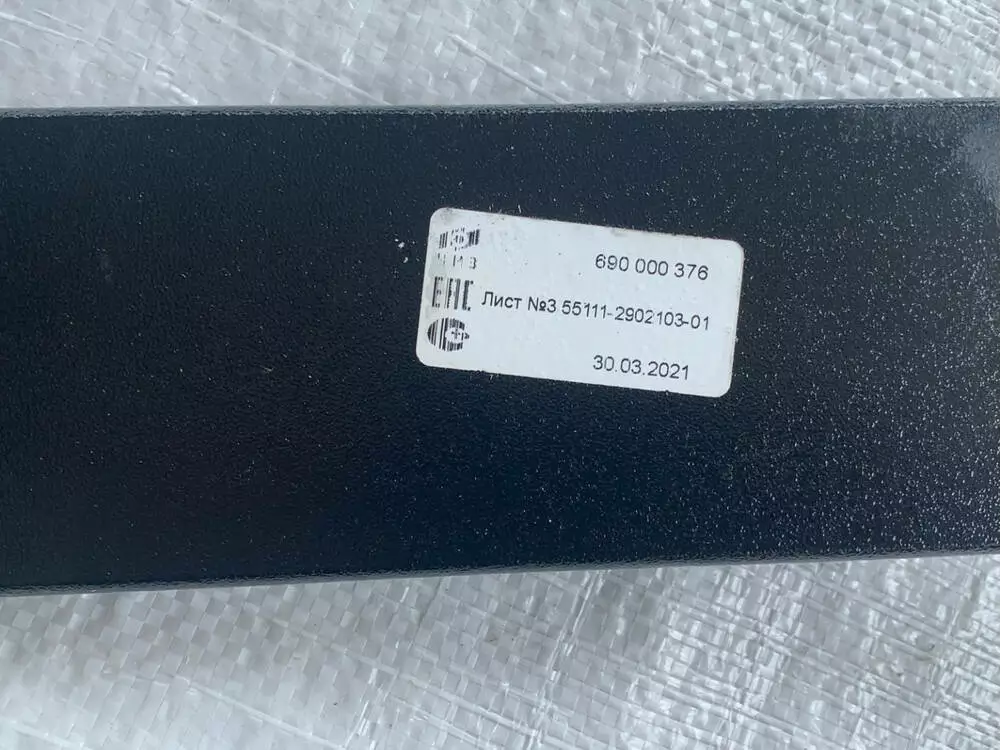 690 000 376
ЕАС
Лист №3 55111-2902103-01
30.03.2021